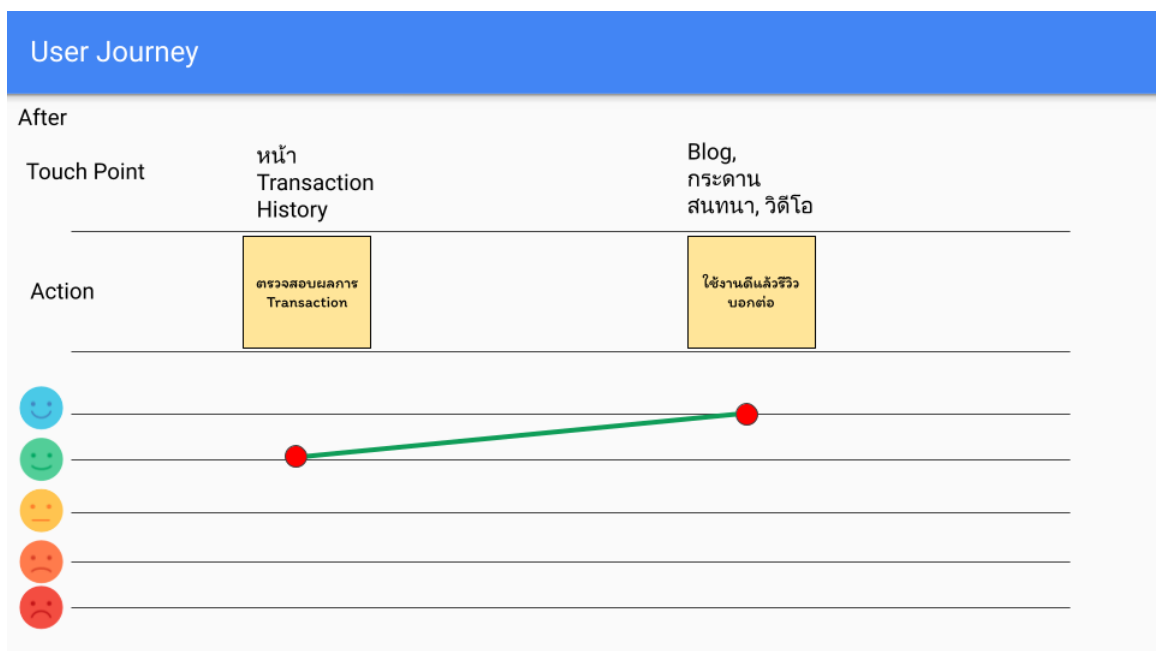 User Journey
After
Touch Point
หน้า
Transaction
History
Blog,
กระดาน
สนทนา, วิดีโอ
Action
ตรวจสอบผลการ
Transaction
ใช้งานดีแล้วรีวิว
บอกต่อ